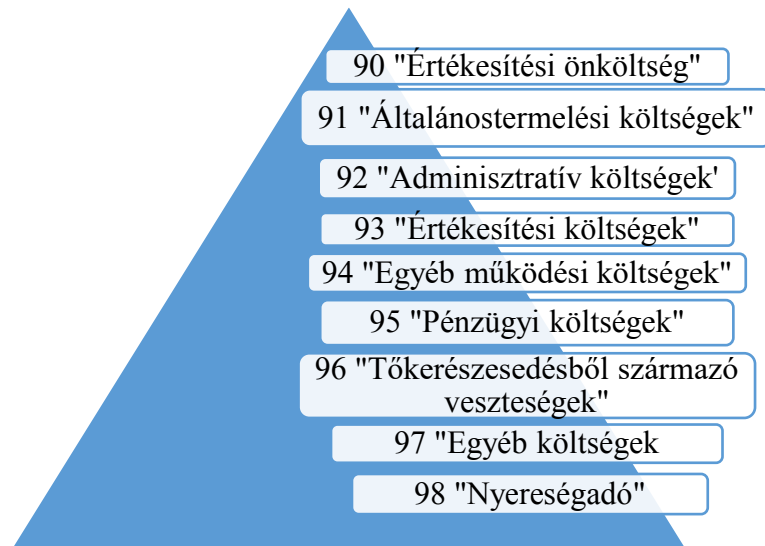 90 "Értékesítési önköltség"
91 "Általánostermelési költségek"
92 "Adminisztratív költségek'
93 "Értékesítési költségek"
94 "Egyéb működési költségek"
95 "Pénzügyi költségek"
96 "Tőkerészesedésből származó
veszteségek"
97 "Egyéb költségek
98 "Nyereségadó"